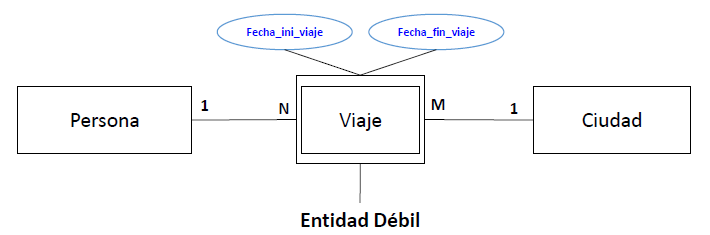 Fecha_ini_viaje
Fecha_fin_viaje
Persona
1
N
Viaje
M
1
Ciudad
Entidad Débil